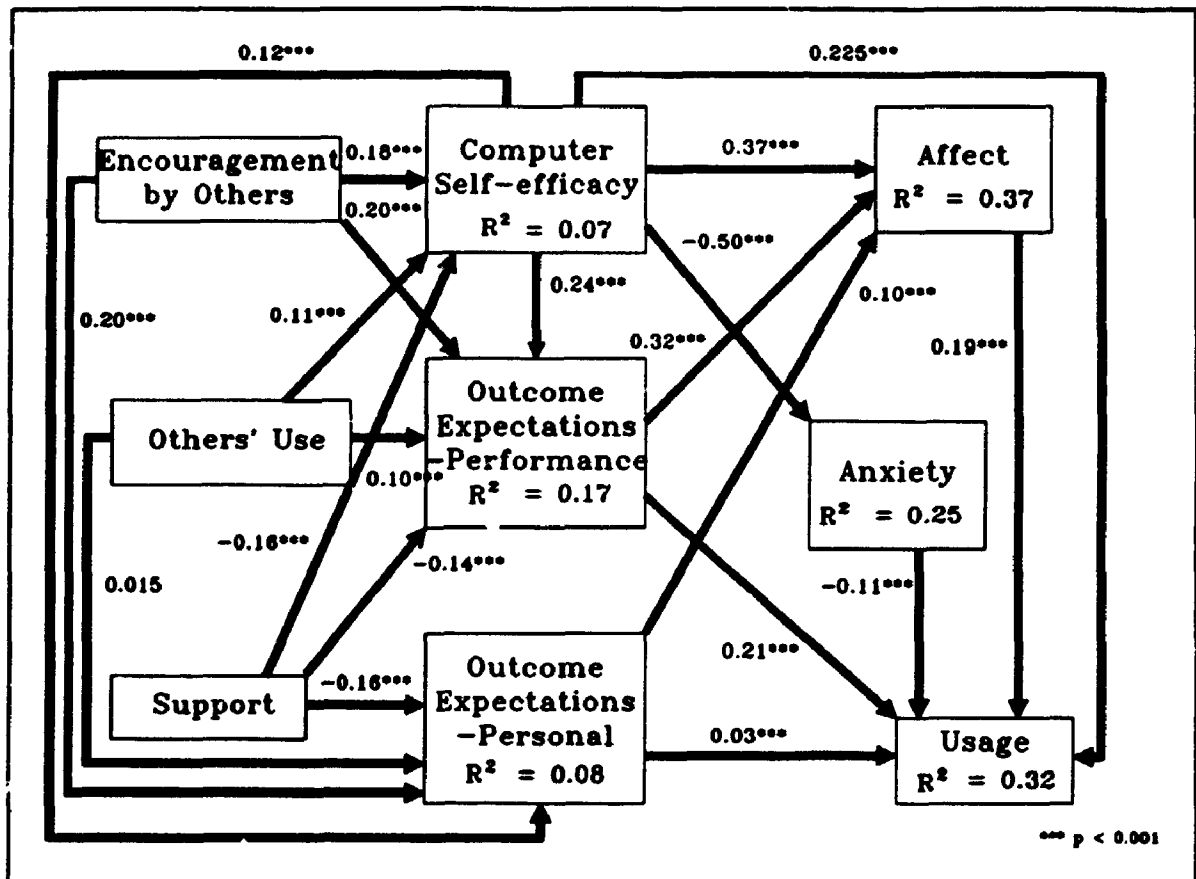 0.12***
0.225***
Encouragement
by Others
0.18***
0.20***
Computer
Self-efficacy
R² = 0.07
0.37***
Affect
R² = 0.37
-0.50***
0.24***
0.10***
0.20***
0.11***
0.32***
0.19***
Others' Use
Outcome
Expectations
-Performance
R² = 0.17
0.10***
Anxiety
R² = 0.25
-0.16***
-0.14***
0.015
-0.11***
0.21***
Support
-0.16***
Outcome
Expectations
-Personal
R² = 0.08
0.03***
Usage
R² = 0.32
*** p < 0.001